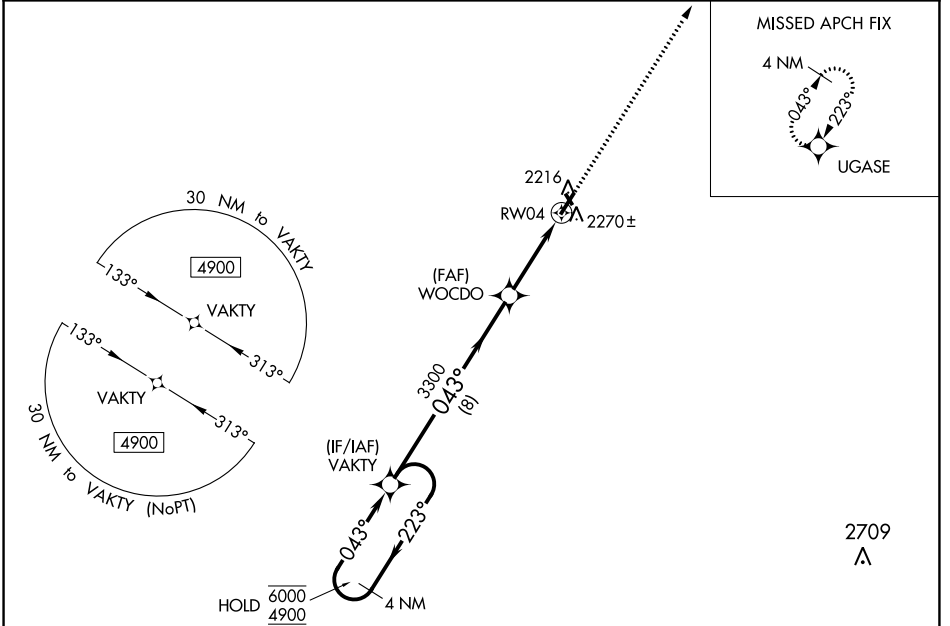 MISSED APCH FIX
4 NM
043°
223°
UGASE
2216
RW04
2270±
30 NM to VAKTY
4900
133°
VAKTY
313°
133°
VAKTY
313°
4900
30 NM to VAKTY (NoPT)
(FAF)
WOCDO
3300
043°
(8)
(IF/IAF)
VAKTY
043°
223°
HOLD
6000
4900
4 NM
2709